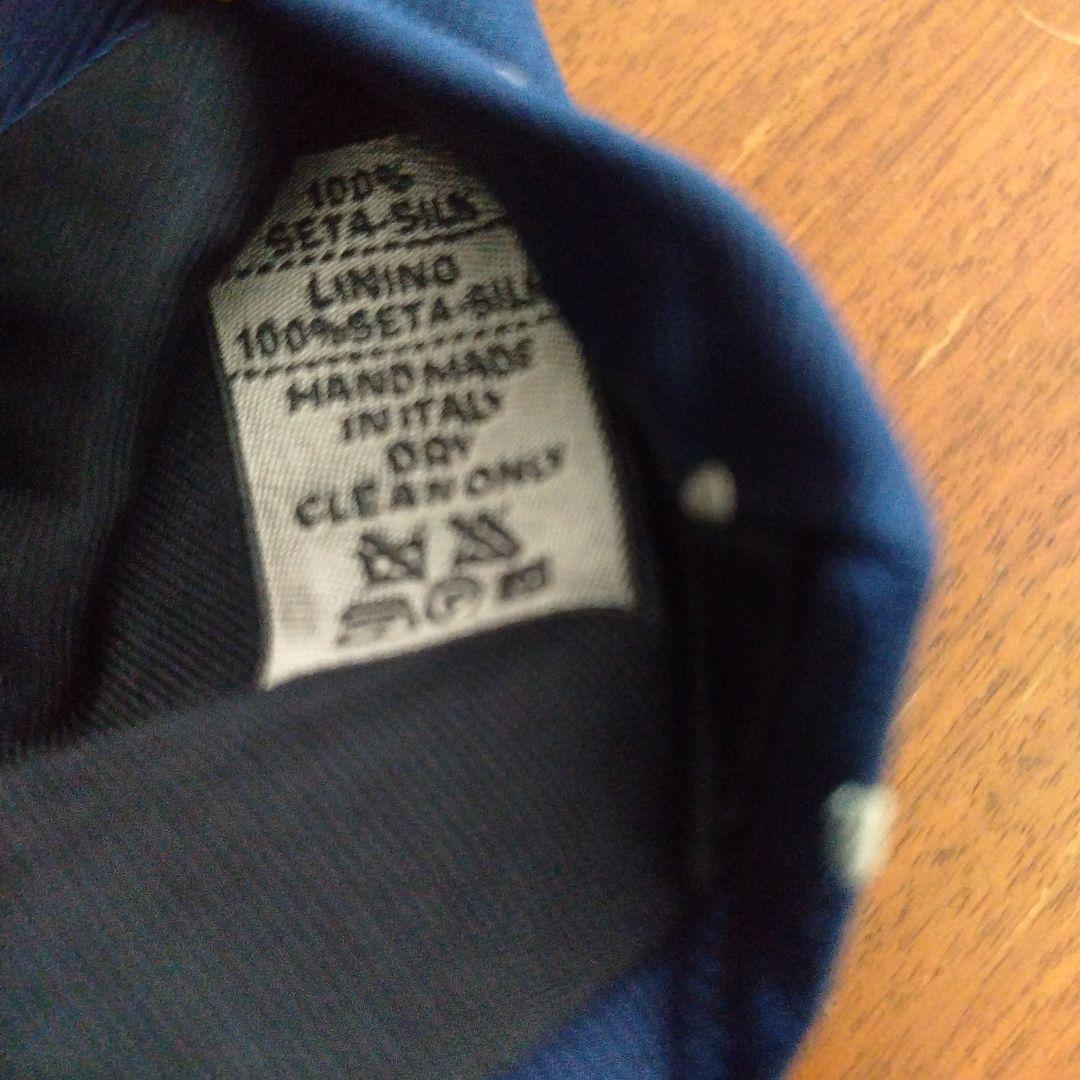 100%
SETA-SILK
LINING
100%SETA-SILK
HANDMADE
IN ITALY
DRY
CLEAN ONLY